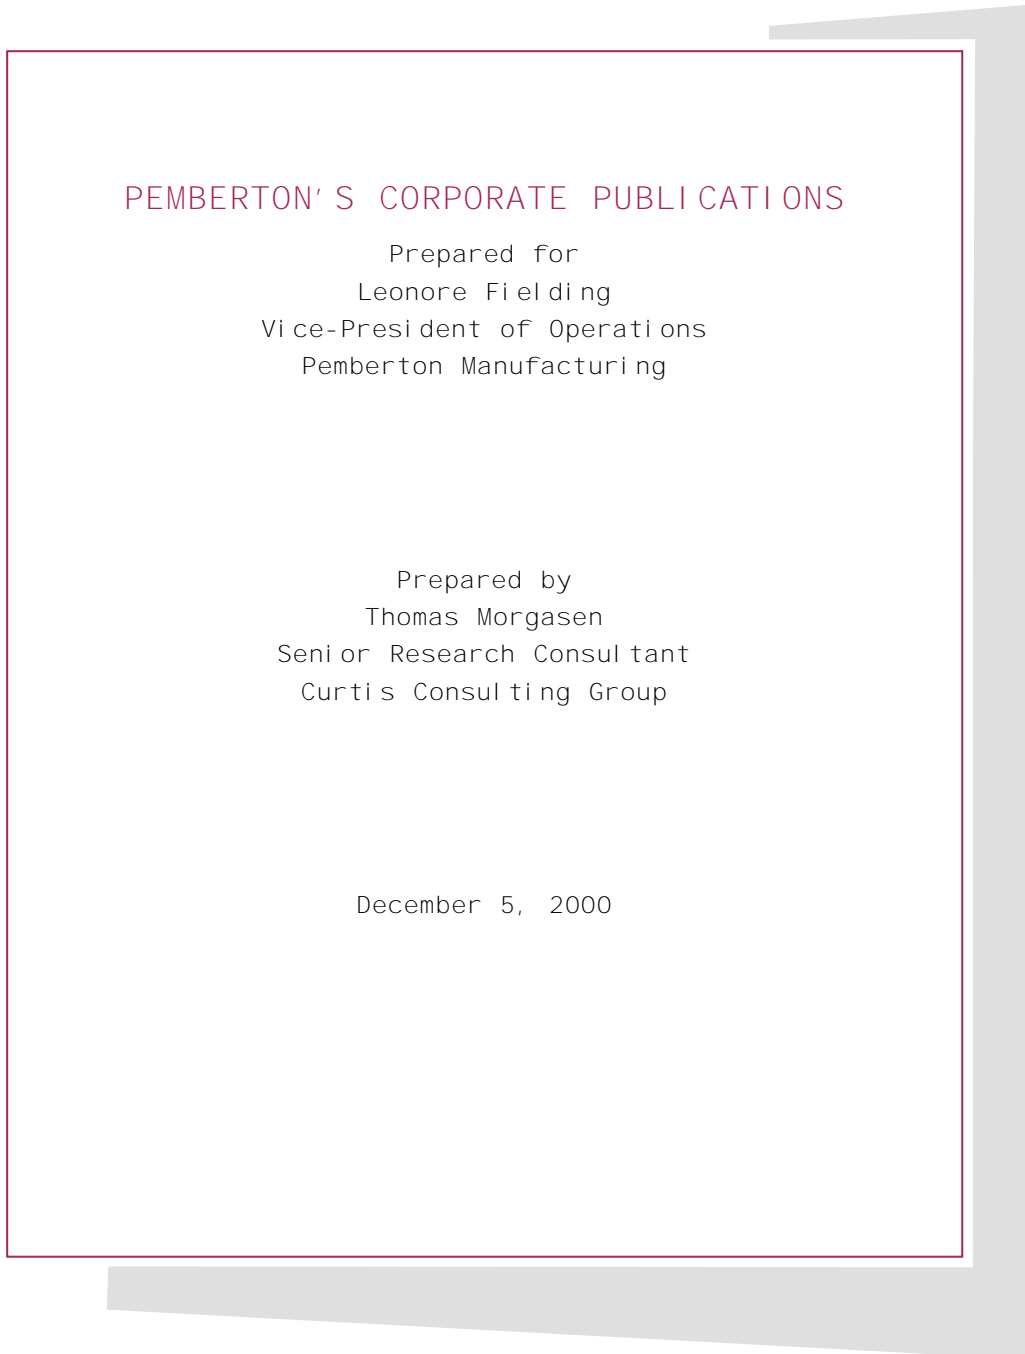 PEMBERTON'S CORPORATE PUBLICATIONS
Prepared for
Leonore Fielding
Vice-President of Operations
Pemberton Manufacturing
Prepared by
Thomas Morgasen
Senior Research Consultant
Curtis Consulting Group
December 5, 2000